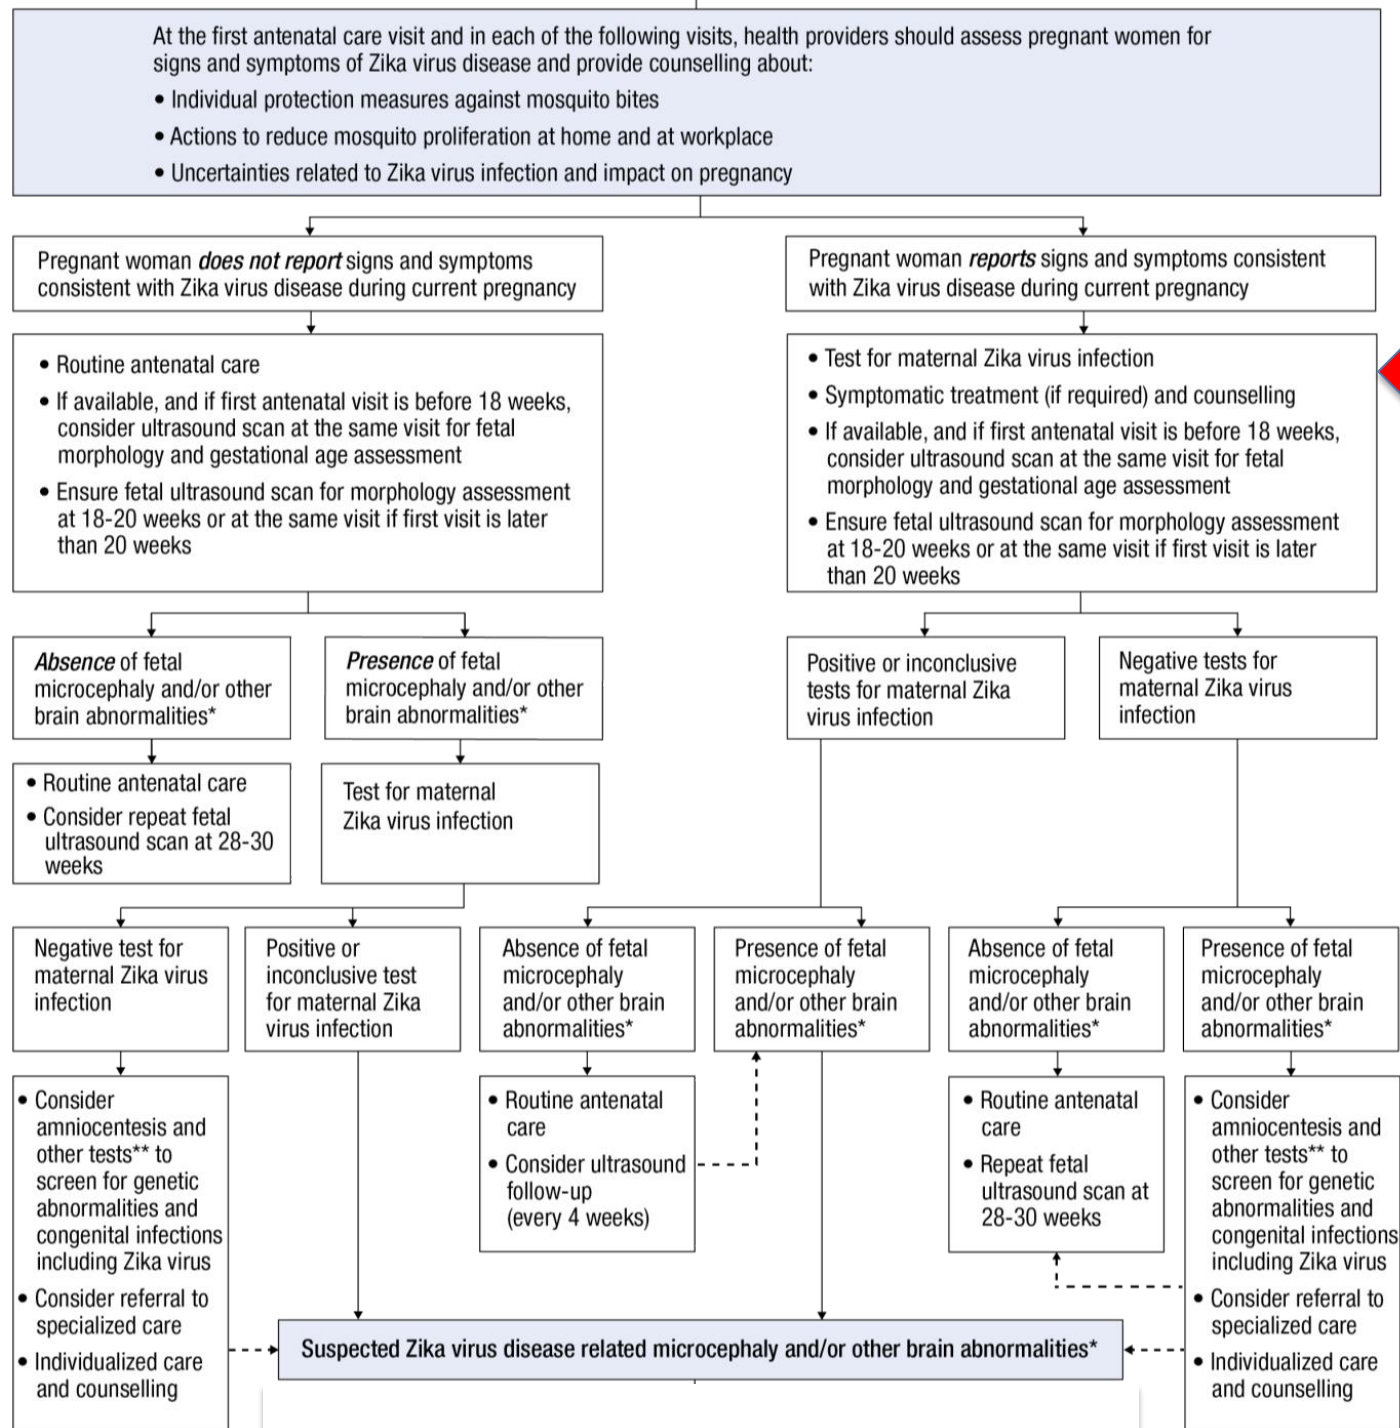 At the first antenatal care visit and in each of the following visits, health providers should assess pregnant women for
signs and symptoms of Zika virus disease and provide counselling about:
• Individual protection measures against mosquito bites
• Actions to reduce mosquito proliferation at home and at workplace
• Uncertainties related to Zika virus infection and impact on pregnancy
Pregnant woman does not report signs and symptoms
consistent with Zika virus disease during current pregnancy
Pregnant woman reports signs and symptoms consistent
with Zika virus disease during current pregnancy
• Routine antenatal care
• If available, and if first antenatal visit is before 18 weeks,
consider ultrasound scan at the same visit for fetal
morphology and gestational age assessment
• Ensure fetal ultrasound scan for morphology assessment
at 18-20 weeks or at the same visit if first visit is later
than 20 weeks
• Test for maternal Zika virus infection
• Symptomatic treatment (if required) and counselling
• If available, and if first antenatal visit is before 18 weeks,
consider ultrasound scan at the same visit for fetal
morphology and gestational age assessment
• Ensure fetal ultrasound scan for morphology assessment
at 18-20 weeks or at the same visit if first visit is later
than 20 weeks
Absence of fetal
microcephaly and/or other
brain abnormalities*
Presence of fetal
microcephaly and/or other
brain abnormalities*
Positive or inconclusive
tests for maternal Zika
virus infection
Negative tests for
maternal Zika virus
infection
• Routine antenatal care
• Consider repeat fetal
ultrasound scan at 28-30
weeks
Test for maternal
Zika virus infection
Negative test for
maternal Zika virus
infection
Positive or
inconclusive test
for maternal Zika
virus infection
Absence of fetal
microcephaly
and/or other brain
abnormalities*
Presence of fetal
microcephaly
and/or other brain
abnormalities*
Absence of fetal
microcephaly
and/or other brain
abnormalities*
Presence of fetal
microcephaly
and/or other brain
abnormalities*
• Consider
amniocentesis and
other tests** to
screen for genetic
abnormalities and
congenital infections
including Zika virus
• Consider referral to
specialized care
• Individualized care
and counselling
• Routine antenatal
care
• Consider ultrasound
follow-up
(every 4 weeks)
• Routine antenatal
care
• Repeat fetal
ultrasound scan at
28-30 weeks
• Consider
amniocentesis and
other tests** to
screen for genetic
abnormalities and
congenital infections
including Zika virus
• Consider referral to
specialized care
• Individualized care
and counselling
Suspected Zika virus disease related microcephaly and/or other brain abnormalities*